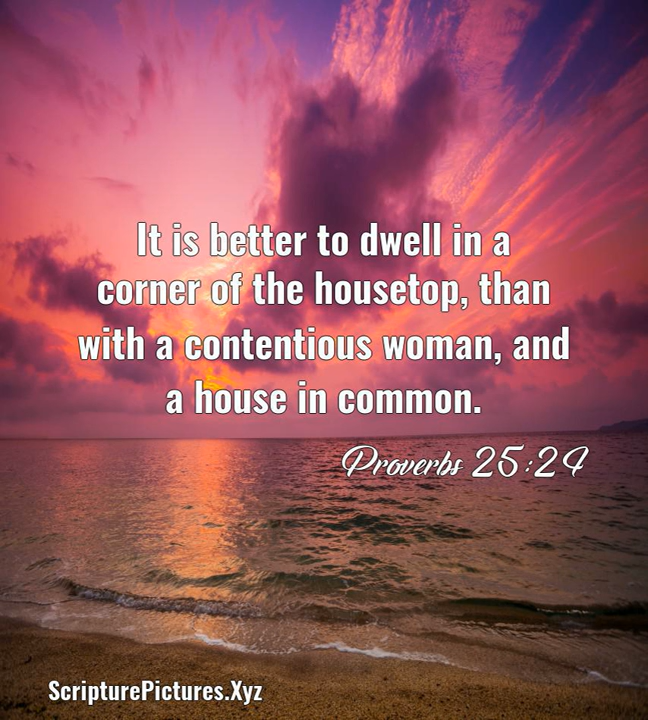 It is better to dwell in a
corner of the housetop, than
with a contentious woman, and
a house in common.
Proverbs 25:24
ScripturePictures.Xyz